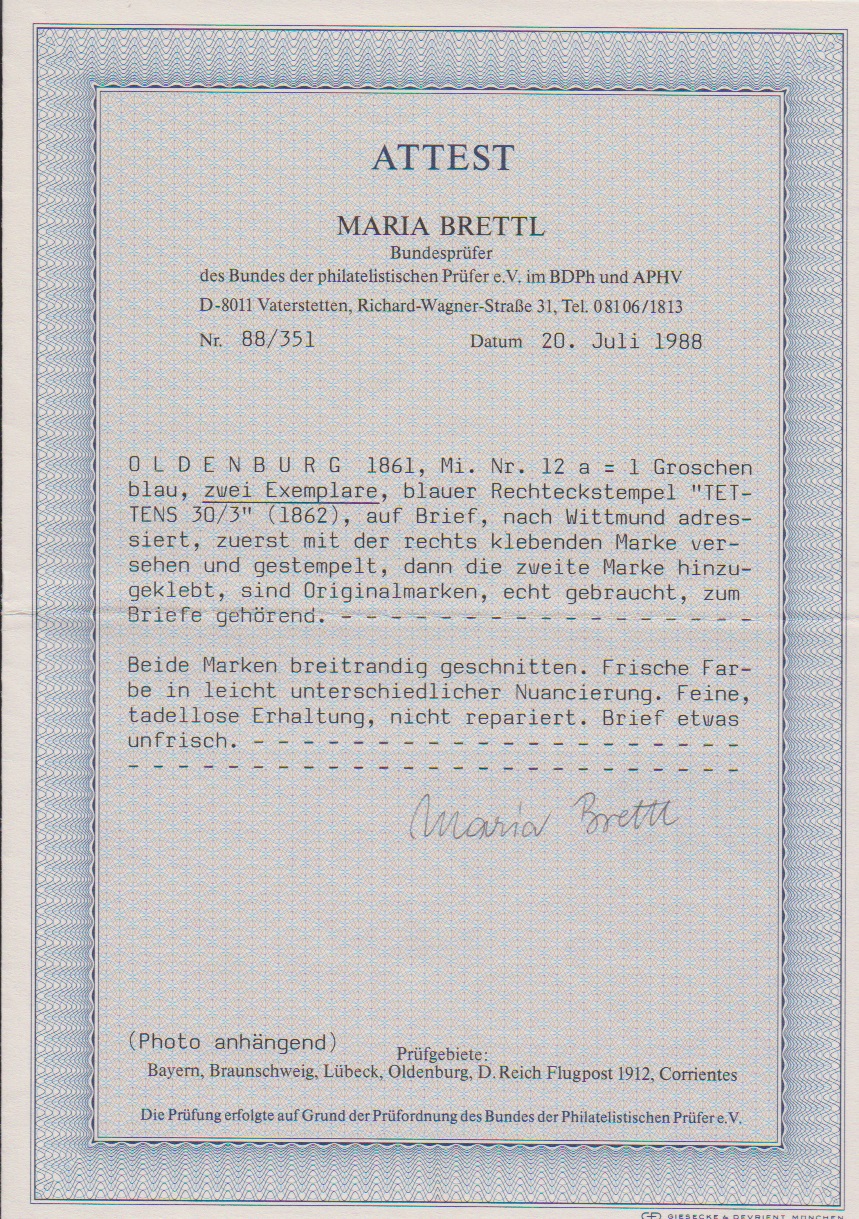 ATTEST
MARIA BRETTL
Bundesprüfer
des Bundes der philatelistischen Prüfer e.V. im BDPh und APHV
D-8011 Vaterstetten, Richard-Wagner-Straße 31, Tel. 08106/1813
Nr. 88/351 Datum 20. Juli 1988
O L D E N B U R G 1861, Mi. Nr. 12 a = 1 Groschen
blau, zwei Exemplare, blauer Rechteckstempel "TET-
TENS 30/3" (1862), auf Brief, nach Wittmund adres-
siert, zuerst mit der rechts klebenden Marke ver-
sehen und gestempelt, dann die zweite Marke hinzu-
geklebt, sind Originalmarken, echt gebraucht, zum
Briefe gehörend. - - - - - - - - - - - - - - - - -
Beide Marken breitrandig geschnitten. Frische Far-
be in leicht unterschiedlicher Nuancierung. Feine,
tadellose Erhaltung, nicht repariert. Brief etwas
unfrisch. - - - - - - - - - - - - - - - - - - - -
- - - - - - - - - - - - - - - - - - - - - - - - -
Maria Brettl
(Photo anhängend)
Prüfgebiete:
Bayern, Braunschweig, Lübeck, Oldenburg, D. Reich Flugpost 1912, Corrientes
Die Prüfung erfolgte auf Grund der Prüfordnung des Bundes der Philatelistischen Prüfer e.V.
GIESECKE & DEVRIENT MÜNCHEN